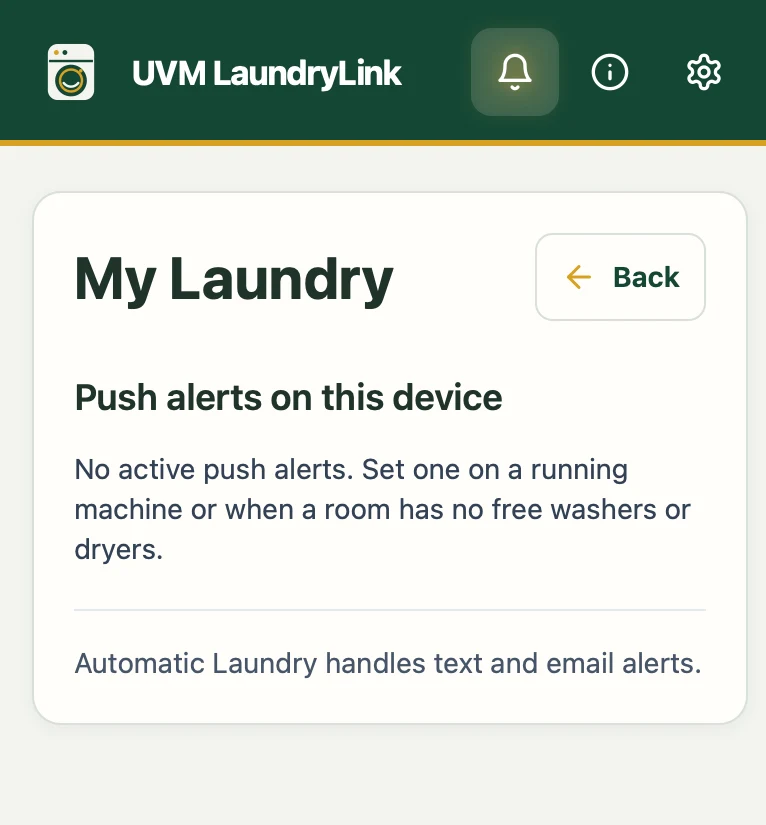 UVM LaundryLink
My Laundry
Back
Push alerts on this device
No active push alerts. Set one on a running
machine or when a room has no free washers or
dryers.
Automatic Laundry handles text and email alerts.